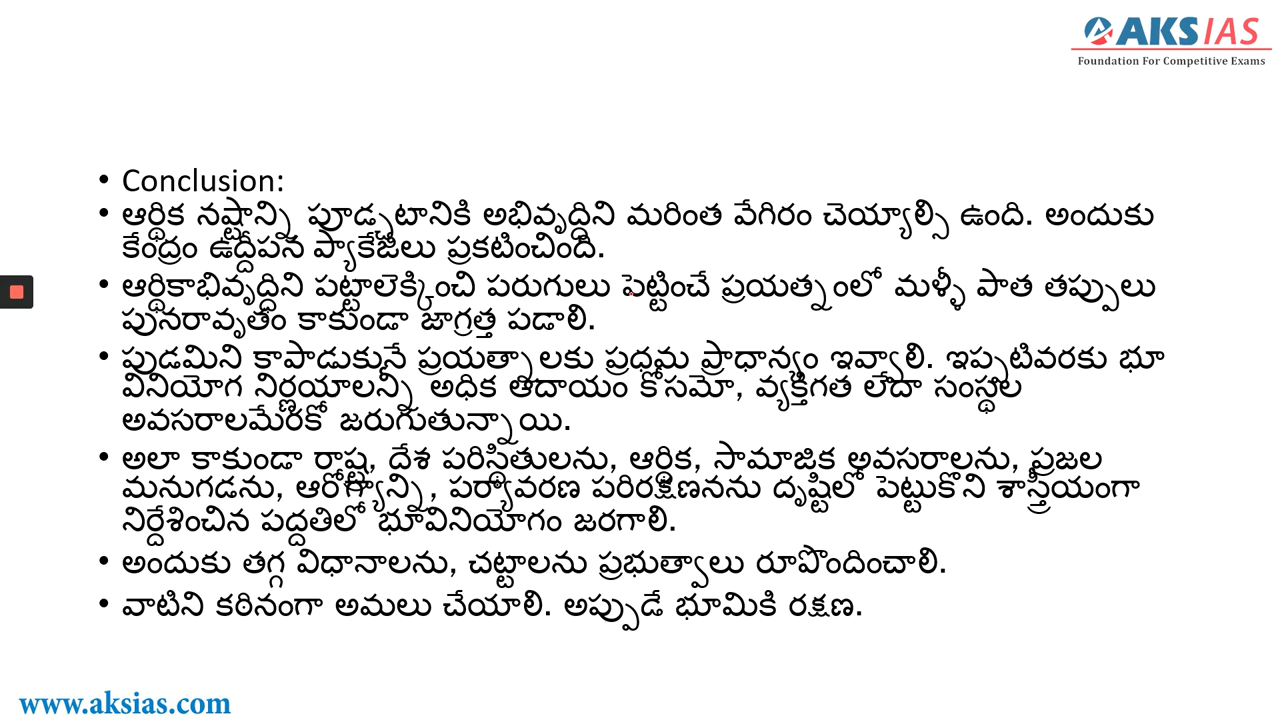 AKS IAS
Foundation For Competitive Exams
• Conclusion:
• ఆర్థిక నష్టాన్ని పూడ్చటానికి అభివృద్ధిని మరింత వేగిరం చెయ్యాల్సి ఉంది. అందుకు
కేంద్రం ఉద్దీపన ప్యాకేజీలు ప్రకటించింది.
• ఆర్థికాభివృద్ధిని పట్టాలెక్కించి పరుగులు పెట్టించే ప్రయత్నంలో మళ్ళీ పాత తప్పులు
పునరావృతం కాకుండా జాగ్రత్త పడాలి.
• పుడమిని కాపాడుకునే ప్రయత్నాలకు ప్రధమ ప్రాధాన్యం ఇవ్వాలి. ఇప్పటివరకు భూ
వినియోగ నిర్ణయాలన్నీ అధిక ఆదాయం కోసమో, వ్యక్తిగత లేదా సంస్థల
అవసరాలమేరకో జరుగుతున్నాయి.
• అలా కాకుండా రాష్ట్ర, దేశ పరిస్థితులను, ఆర్థిక, సామాజిక అవసరాలను, ప్రజల
మనుగడను, ఆరోగ్యాన్ని, పర్యావరణ పరిరక్షణనను దృష్టిలో పెట్టుకొని శాస్త్రీయంగా
నిర్దేశించిన పద్దతిలో భూవినియోగం జరగాలి.
• అందుకు తగ్గ విధానాలను, చట్టాలను ప్రభుత్వాలు రూపొందించాలి.
• వాటిని కఠినంగా అమలు చేయాలి. అప్పుడే భూమికి రక్షణ.
www.aksias.com